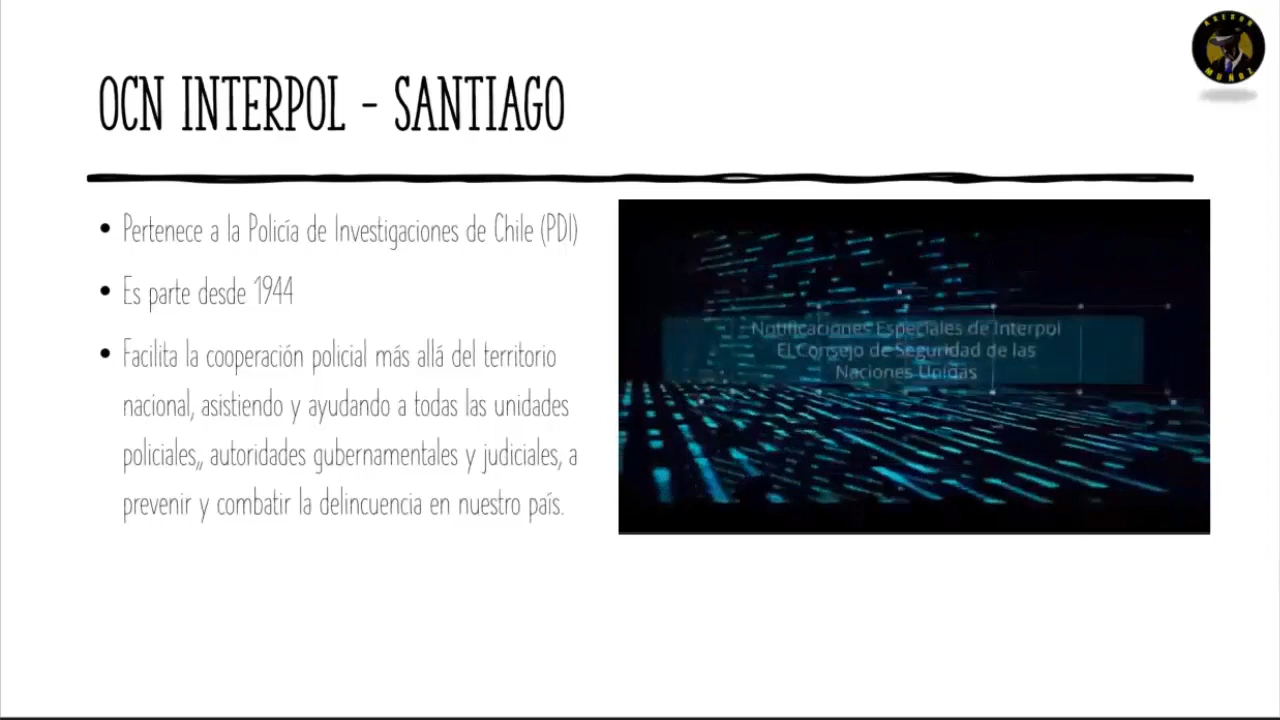 ASESOR
MUÑOZ
OCN INTERPOL - SANTIAGO
• Pertenece a la Policía de Investigaciones de Chile (PDI)
• Es parte desde 1944
• Facilita la cooperación policial más allá del territorio
nacional, asistiendo y ayudando a todas las unidades
policiales,, autoridades gubernamentales y judiciales, a
prevenir y combatir la delincuencia en nuestro país.
Notificaciones Especiales de Interpol
El Consejo de Seguridad de las
Naciones Unidas